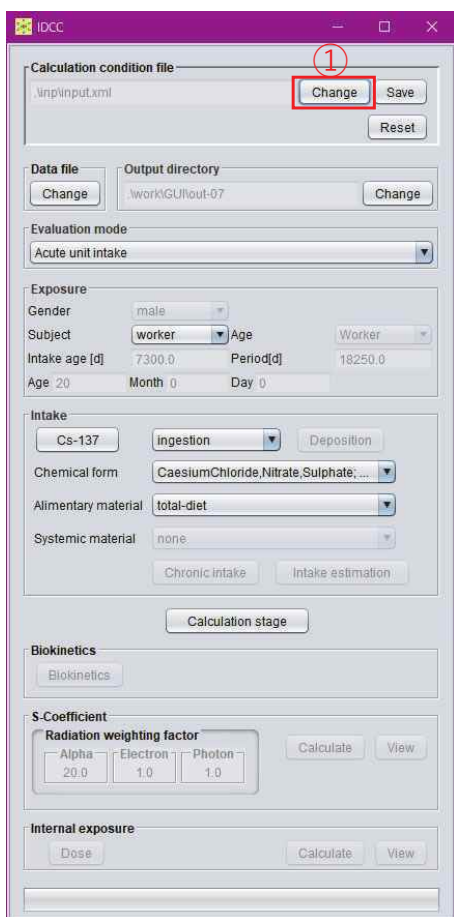 IDCC
①
Calculation condition file
.\inp\input.xml Change Save
Reset
Data file Output directory
Change .\work\GUI\out-07 Change
Evaluation mode
Acute unit intake
Exposure
Gender male
Subject worker Age Worker
Intake age [d] 7300.0 Period[d] 18250.0
Age 20 Month 0 Day 0
Intake
Cs-137 ingestion Deposition
Chemical form CaesiumChloride,Nitrate,Sulphate; ...
Alimentary material total-diet
Systemic material none
Chronic intake Intake estimation
Calculation stage
Biokinetics
Biokinetics
S-Coefficient
Radiation weighting factor
Alpha Electron Photon Calculate View
20.0 1.0 1.0
Internal exposure
Dose Calculate View